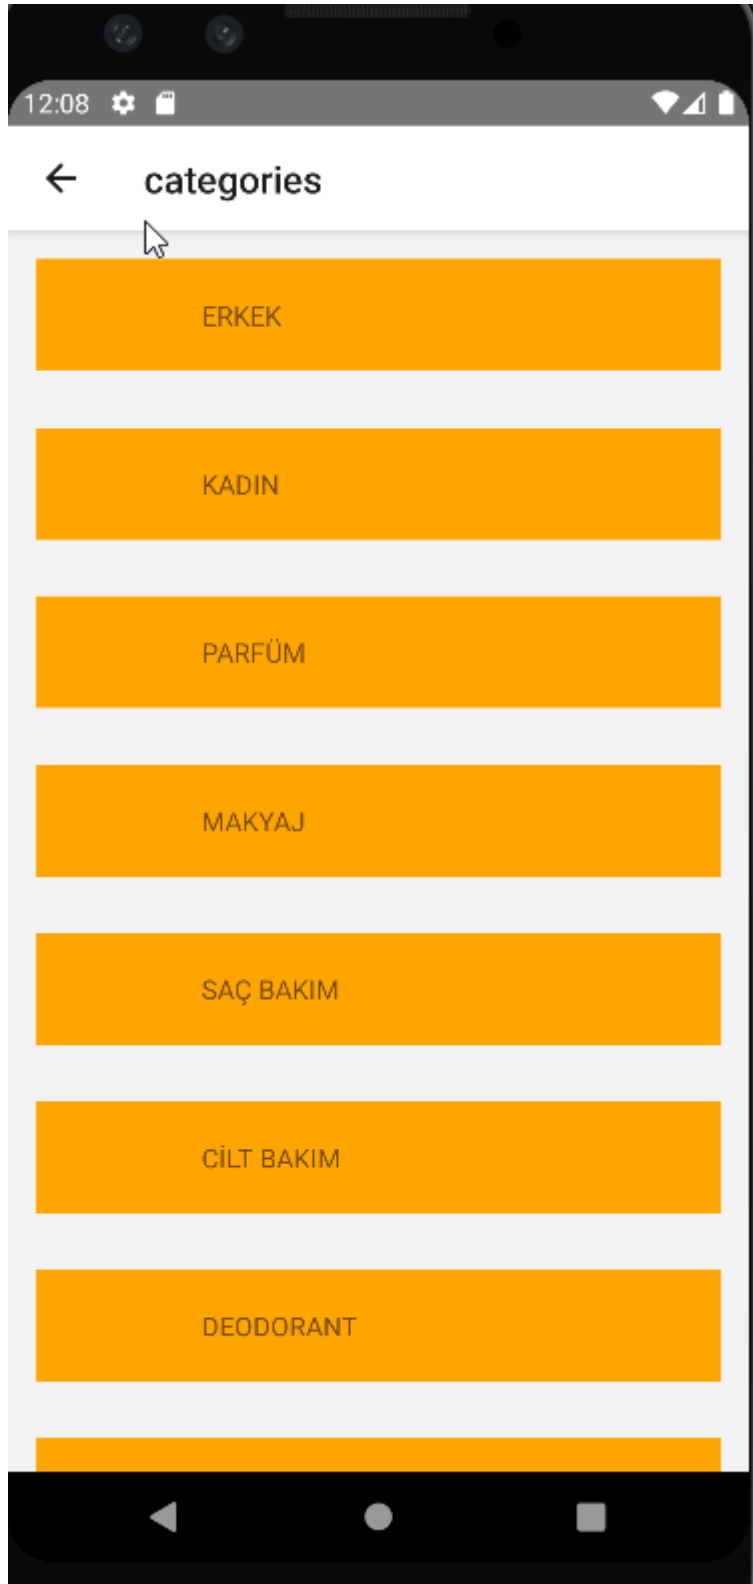 12:08
categories
ERKEK
KADIN
PARFÜM
MAKYAJ
SAÇ BAKIM
CİLT BAKIM
DEODORANT